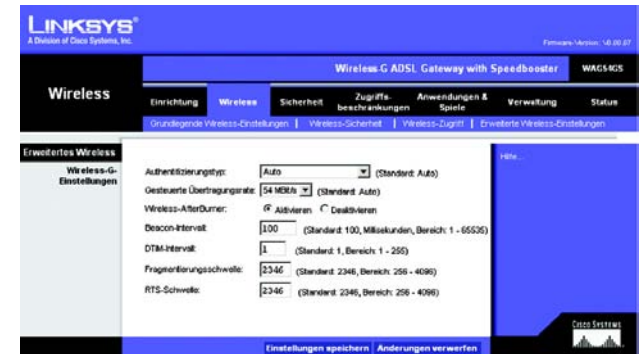 LINKSYS®
A Division of Cisco Systems, Inc.
Firmware-Version: V1.00.07
Wireless-G ADSL Gateway with Speedbooster WAG54GS
Wireless
Einrichtung Wireless Sicherheit Zugriffs-beschränkungen Anwendungen & Spiele Verwaltung Status
Grundlegende Wireless-Einstellungen | Wireless-Sicherheit | Wireless-Zugriff | Erweiterte Wireless-Einstellungen
Erweitertes Wireless
Wireless-G-Einstellungen
Hilfe...
Authentifizierungstyp: Auto (Standard: Auto)
Gesteuerte Übertragungsrate: 54 MBit/s (Standard: Auto)
Wireless-AfterBurner: Aktivieren Deaktivieren
Beacon-Intervall: 100 (Standard: 100, Millisekunden, Bereich: 1 - 65535)
DTIM-Intervall: 1 (Standard: 1, Bereich: 1 - 255)
Fragmentierungsschwelle: 2346 (Standard: 2346, Bereich: 256 - 4096)
RTS-Schwelle: 2346 (Standard: 2346, Bereich: 256 - 4096)
Einstellungen speichern Änderungen verwerfen
CISCO SYSTEMS